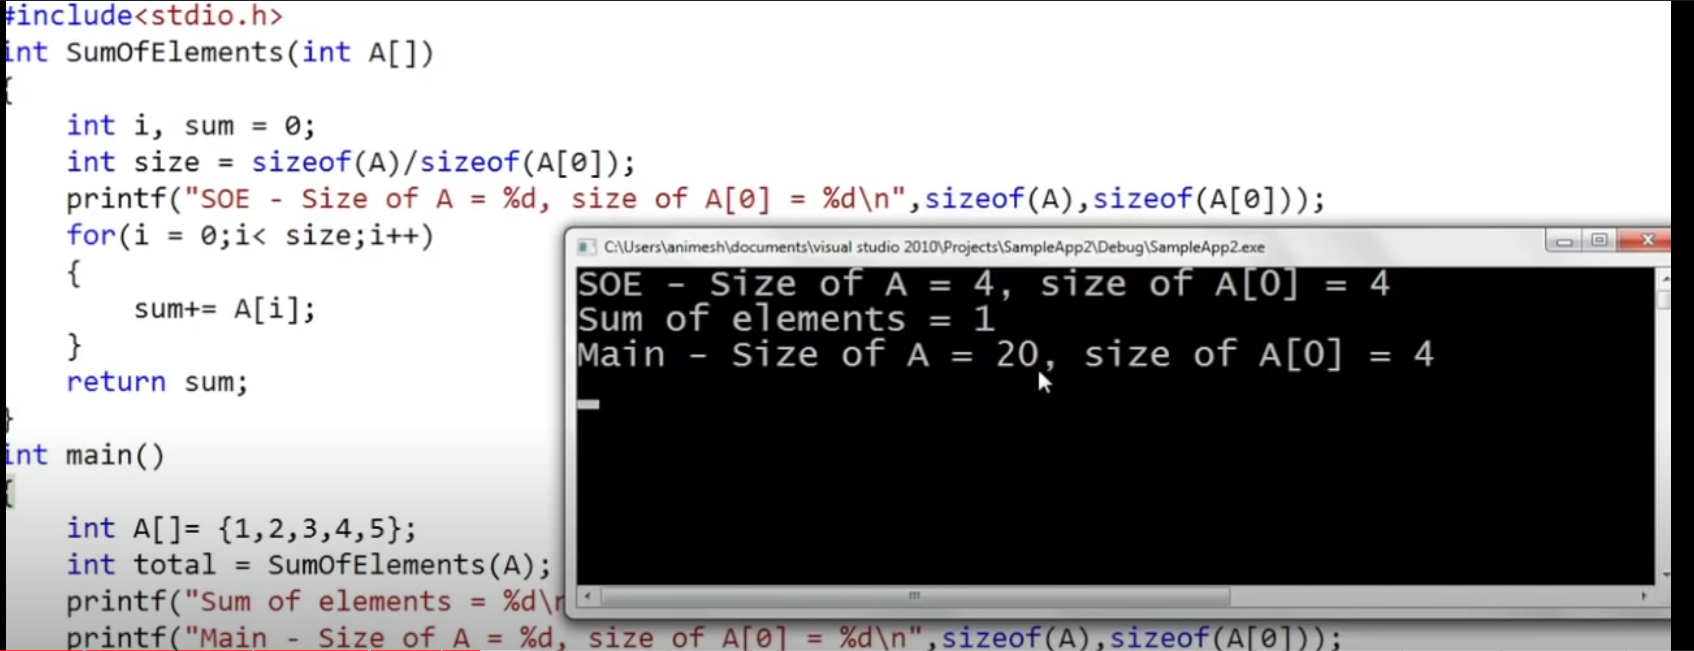 #include<stdio.h>
int SumOfElements(int A[])
{
int i, sum = 0;
int size = sizeof(A)/sizeof(A[0]);
printf("SOE - Size of A = %d, size of A[0] = %d\n",sizeof(A),sizeof(A[0]));
for(i = 0;i< size;i++)
{
sum+= A[i];
}
return sum;
}
int main()
{
int A[]= {1,2,3,4,5};
int total = SumOfElements(A);
printf("Sum of elements = %d\n
printf("Main - Size of A = %d, size of A[0] = %d\n",sizeof(A),sizeof(A[0]));
C:\Users\animesh\documents\visual studio 2010\Projects\SampleApp2\Debug\SampleApp2.exe
SOE - Size of A = 4, size of A[0] = 4
Sum of elements = 1
Main - Size of A = 20, size of A[0] = 4